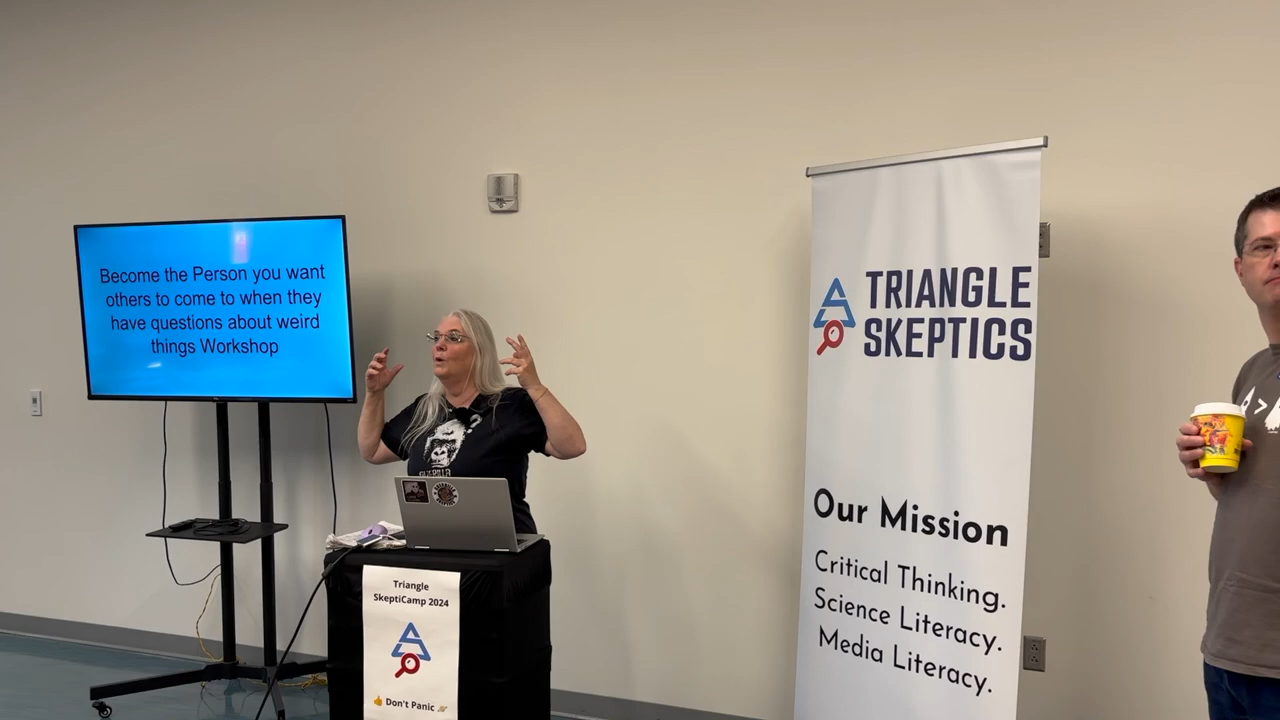 Become the Person you want
others to come to when they
have questions about weird
things Workshop
TRIANGLE
SKEPTICS
Our Mission
Critical Thinking.
Science Literacy.
Media Literacy.
GUERILLA
Triangle
SkeptiCamp 2024
👍 Don't Panic 🪐